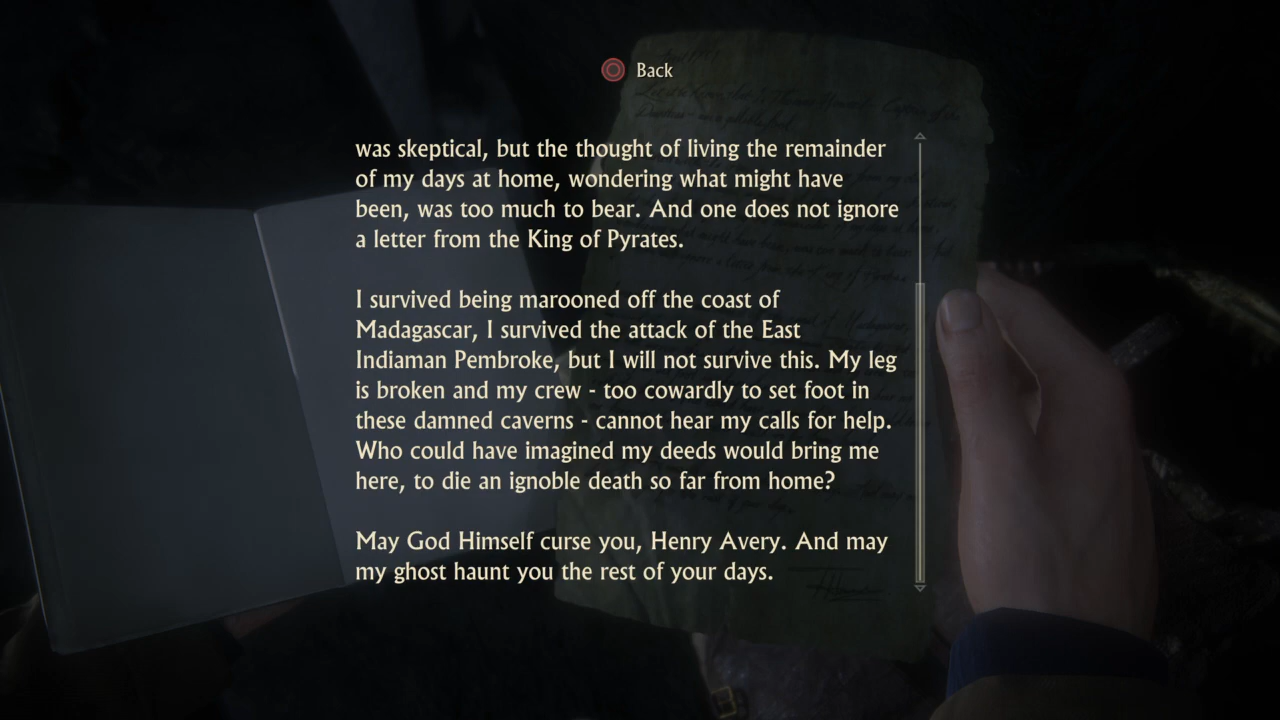 Back
was skeptical, but the thought of living the remainder
of my days at home, wondering what might have
been, was too much to bear. And one does not ignore
a letter from the King of Pyrates.
I survived being marooned off the coast of
Madagascar, I survived the attack of the East
Indiaman Pembroke, but I will not survive this. My leg
is broken and my crew - too cowardly to set foot in
these damned caverns - cannot hear my calls for help.
Who could have imagined my deeds would bring me
here, to die an ignoble death so far from home?
May God Himself curse you, Henry Avery. And may
my ghost haunt you the rest of your days.